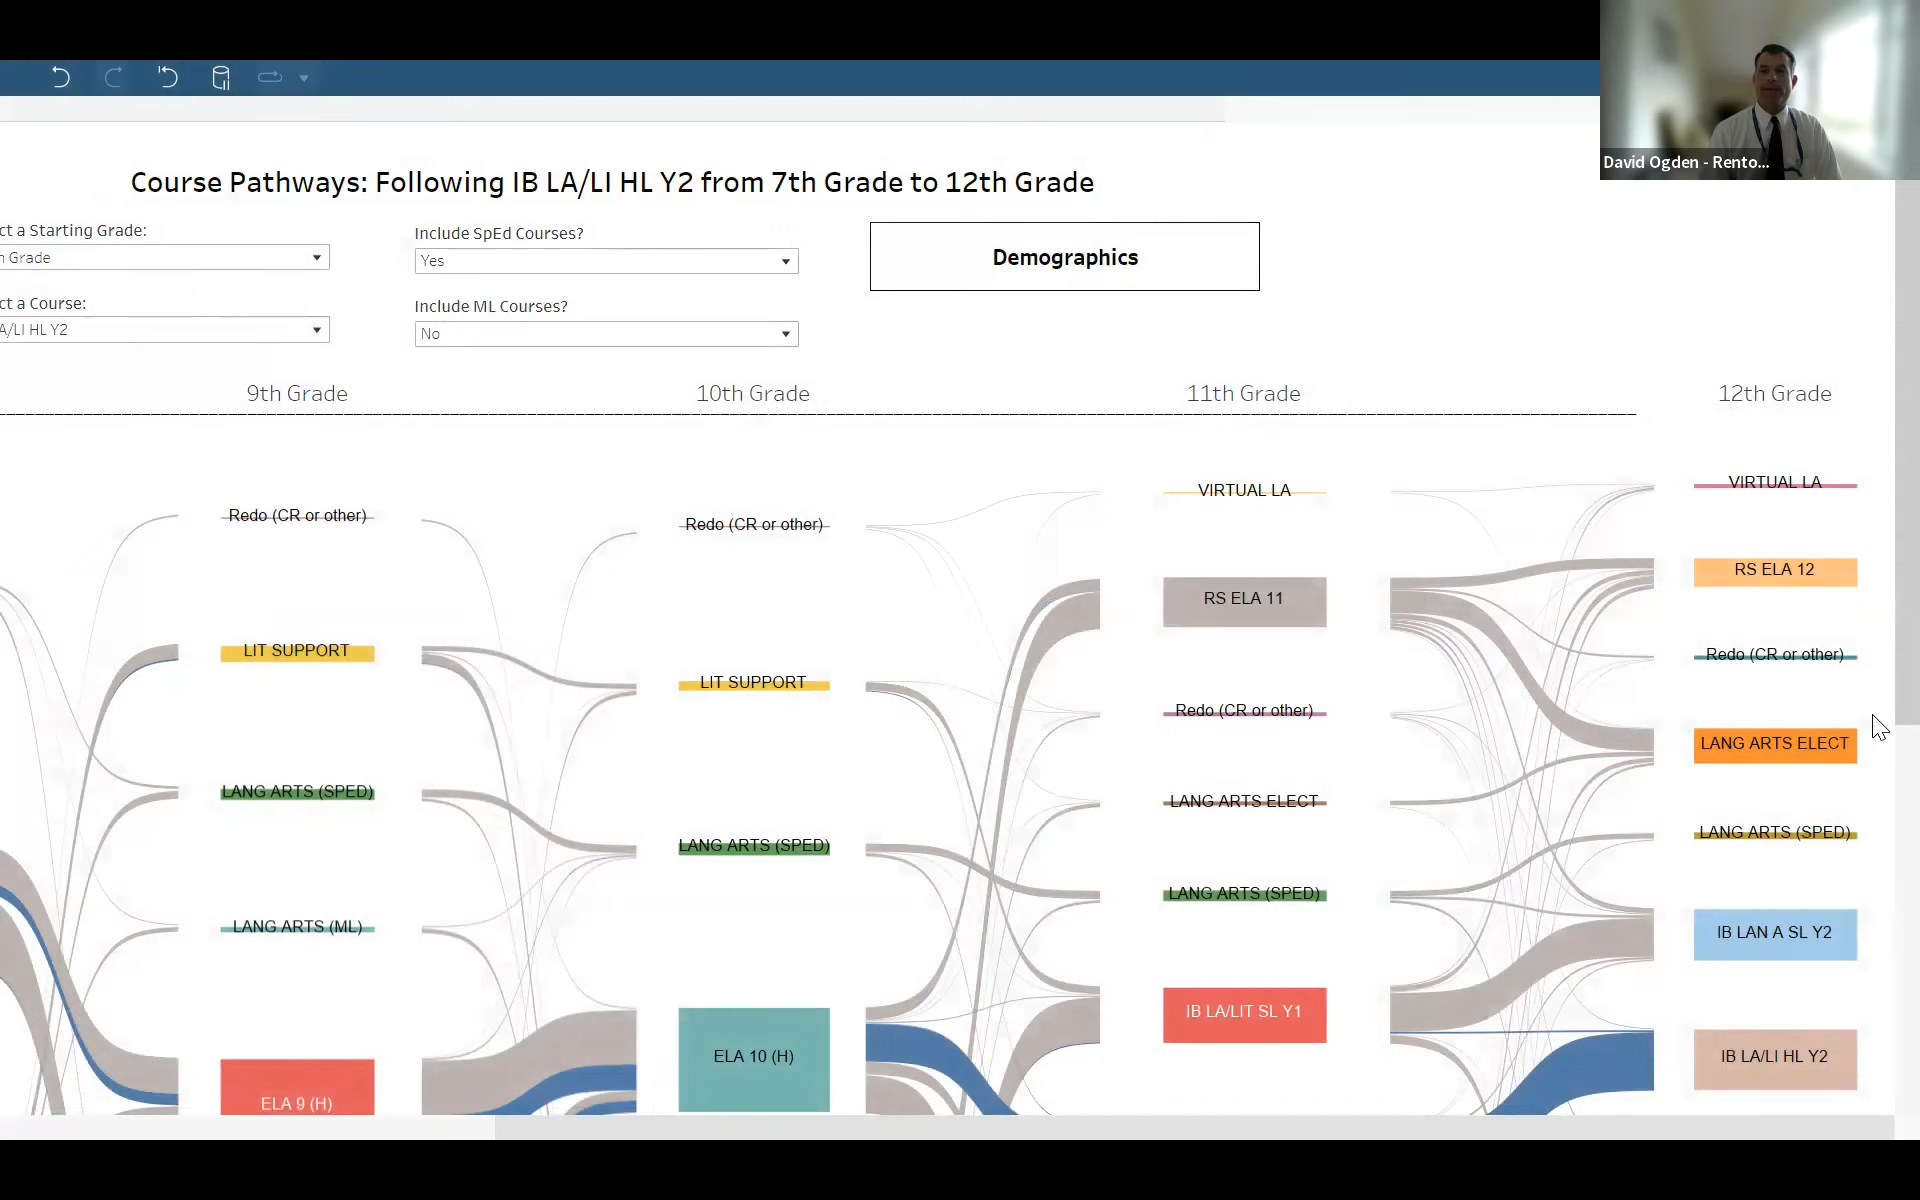 David Ogden - Rento...
Course Pathways: Following IB LA/LI HL Y2 from 7th Grade to 12th Grade
ct a Starting Grade:
h Grade
Include SpEd Courses?
Yes
Demographics
ct a Course:
A/LI HL Y2
Include ML Courses?
No
9th Grade
10th Grade
11th Grade
12th Grade
Redo (CR or other)
LIT SUPPORT
LANG ARTS (SPED)
LANG ARTS (ML)
ELA 9 (H)
Redo (CR or other)
LIT SUPPORT
LANG ARTS (SPED)
ELA 10 (H)
VIRTUAL LA
RS ELA 11
Redo (CR or other)
LANG ARTS ELECT
LANG ARTS (SPED)
IB LA/LIT SL Y1
VIRTUAL LA
RS ELA 12
Redo (CR or other)
LANG ARTS ELECT
LANG ARTS (SPED)
IB LAN A SL Y2
IB LA/LI HL Y2